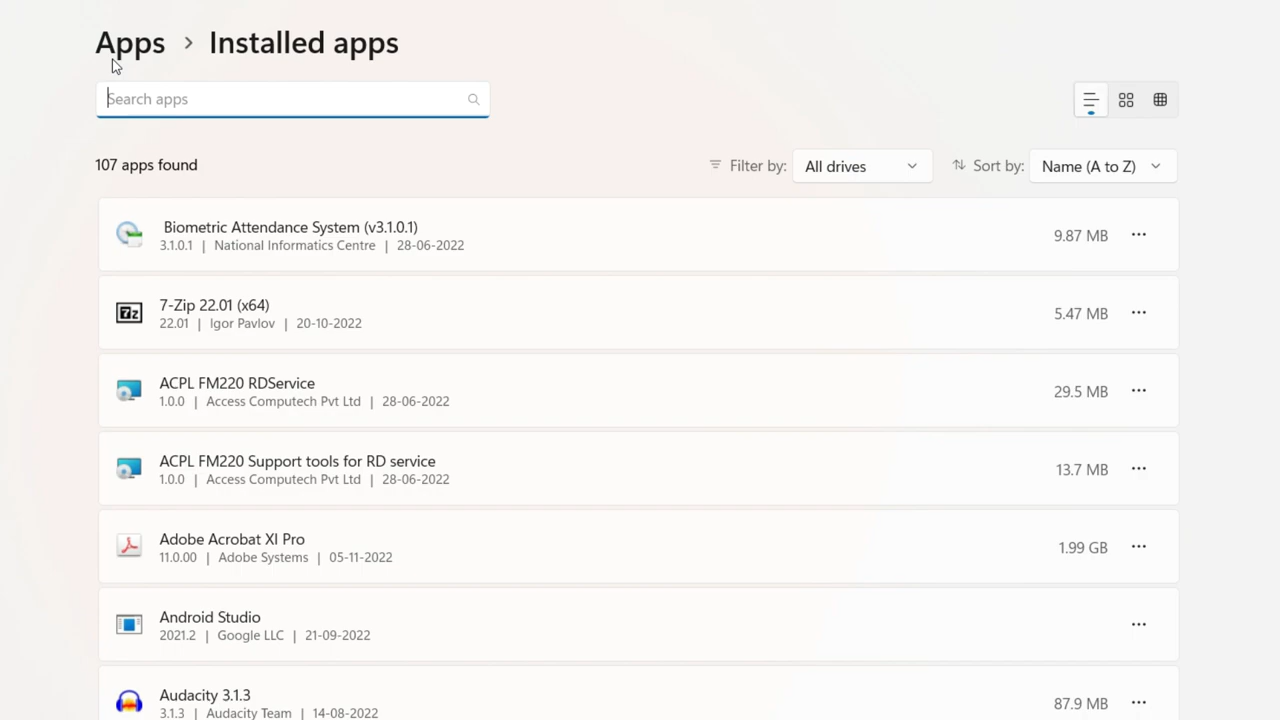 Apps > Installed apps
Search apps
107 apps found
Filter by: All drives
Sort by: Name (A to Z)
Biometric Attendance System (v3.1.0.1)
3.1.0.1 | National Informatics Centre | 28-06-2022
9.87 MB
7-Zip 22.01 (x64)
22.01 | Igor Pavlov | 20-10-2022
5.47 MB
ACPL FM220 RDService
1.0.0 | Access Computech Pvt Ltd | 28-06-2022
29.5 MB
ACPL FM220 Support tools for RD service
1.0.0 | Access Computech Pvt Ltd | 28-06-2022
13.7 MB
Adobe Acrobat XI Pro
11.0.00 | Adobe Systems | 05-11-2022
1.99 GB
Android Studio
2021.2 | Google LLC | 21-09-2022
Audacity 3.1.3
3.1.3 | Audacity Team | 14-08-2022
87.9 MB